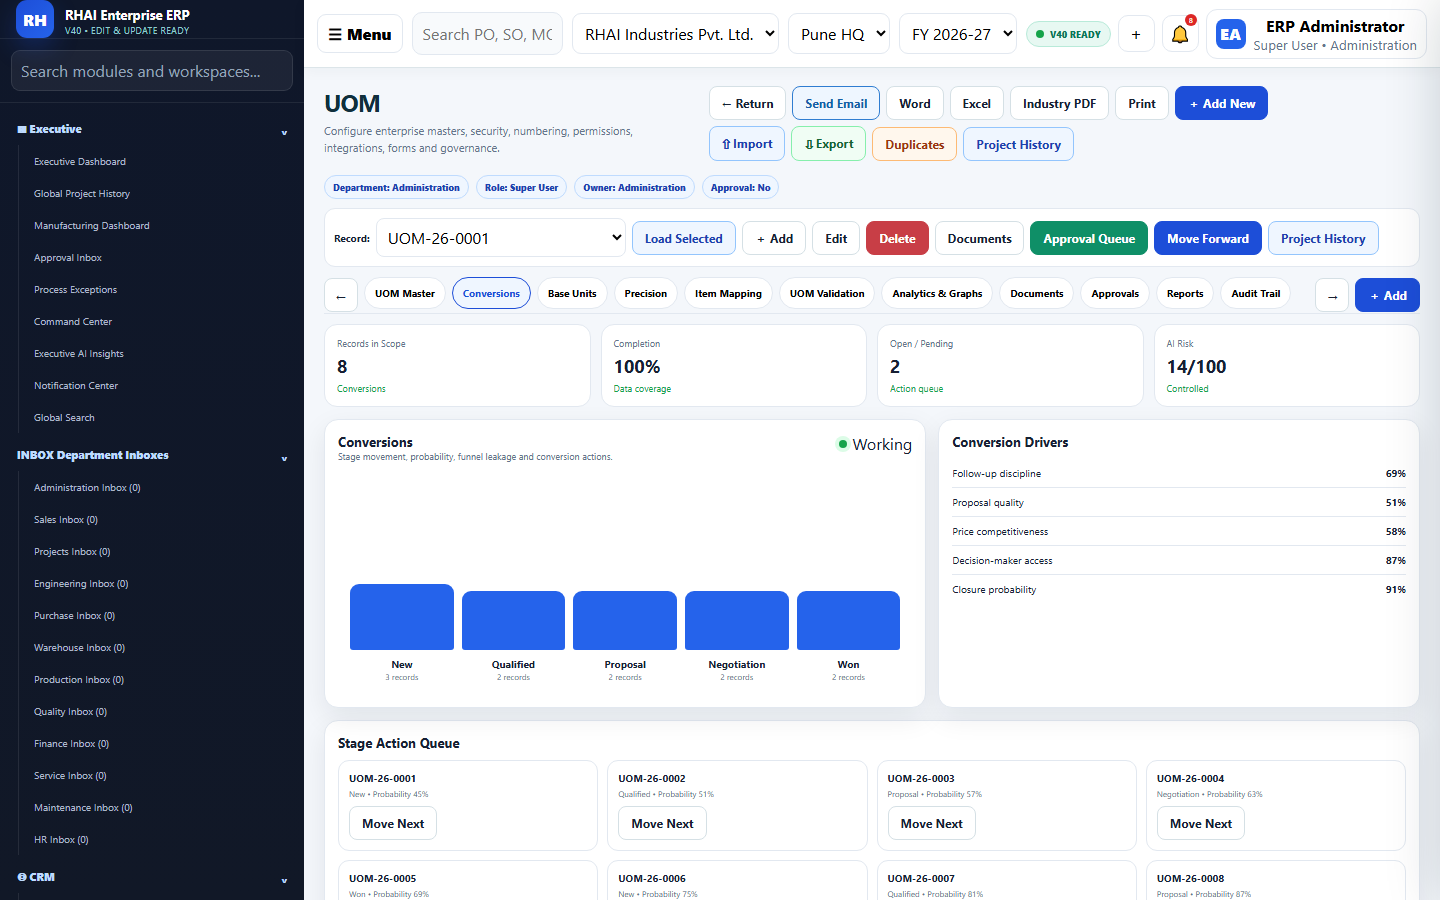 RH
RHAI Enterprise ERP
V40 • EDIT & UPDATE READY
Search modules and workspaces...
Executive
Executive Dashboard
Global Project History
Manufacturing Dashboard
Approval Inbox
Process Exceptions
Command Center
Executive AI Insights
Notification Center
Global Search
INBOX Department Inboxes
Administration Inbox (0)
Sales Inbox (0)
Projects Inbox (0)
Engineering Inbox (0)
Purchase Inbox (0)
Warehouse Inbox (0)
Production Inbox (0)
Quality Inbox (0)
Finance Inbox (0)
Service Inbox (0)
Maintenance Inbox (0)
HR Inbox (0)
CRM
☰ Menu
Search PO, SO, MC
RHAI Industries Pvt. Ltd.
Pune HQ
FY 2026-27
V40 READY
+
8
EA
ERP Administrator
Super User • Administration
UOM
Configure enterprise masters, security, numbering, permissions,
integrations, forms and governance.
← Return
Send Email
Word
Excel
Industry PDF
Print
+ Add New
⇧ Import
⇩ Export
Duplicates
Project History
Department: Administration
Role: Super User
Owner: Administration
Approval: No
Record:
UOM-26-0001
Load Selected
+ Add
Edit
Delete
Documents
Approval Queue
Move Forward
Project History
←
UOM Master
Conversions
Base Units
Precision
Item Mapping
UOM Validation
Analytics & Graphs
Documents
Approvals
Reports
Audit Trail
→
+ Add
Records in Scope
8
Conversions
Completion
100%
Data coverage
Open / Pending
2
Action queue
AI Risk
14/100
Controlled
Conversions
Stage movement, probability, funnel leakage and conversion actions.
Working
New
3 records
Qualified
2 records
Proposal
2 records
Negotiation
2 records
Won
2 records
Conversion Drivers
Follow-up discipline 69%
Proposal quality 51%
Price competitiveness 58%
Decision-maker access 87%
Closure probability 91%
Stage Action Queue
UOM-26-0001
New • Probability 45%
Move Next
UOM-26-0002
Qualified • Probability 51%
Move Next
UOM-26-0003
Proposal • Probability 57%
Move Next
UOM-26-0004
Negotiation • Probability 63%
Move Next
UOM-26-0005
Won • Probability 69%
UOM-26-0006
New • Probability 75%
UOM-26-0007
Qualified • Probability 81%
UOM-26-0008
Proposal • Probability 87%